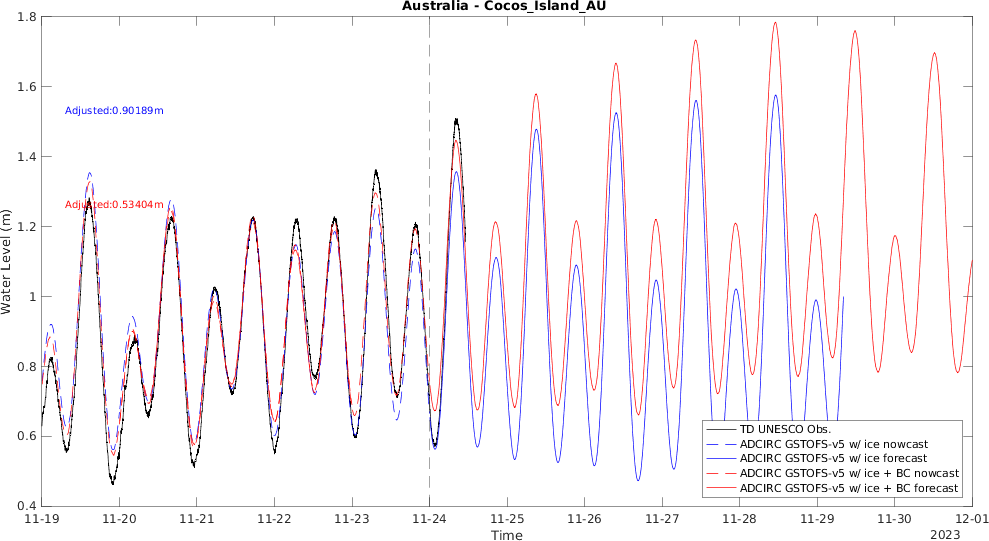 Australia - Cocos_Island_AU
1.8
1.6
1.4
1.2
1
0.8
0.6
0.4
Water Level (m)
Adjusted:0.90189m
Adjusted:0.53404m
TD UNESCO Obs.
ADCIRC GSTOFS-v5 w/ ice nowcast
ADCIRC GSTOFS-v5 w/ ice forecast
ADCIRC GSTOFS-v5 w/ ice + BC nowcast
ADCIRC GSTOFS-v5 w/ ice + BC forecast
11-19 11-20 11-21 11-22 11-23 11-24 11-25 11-26 11-27 11-28 11-29 11-30 12-01
Time
2023